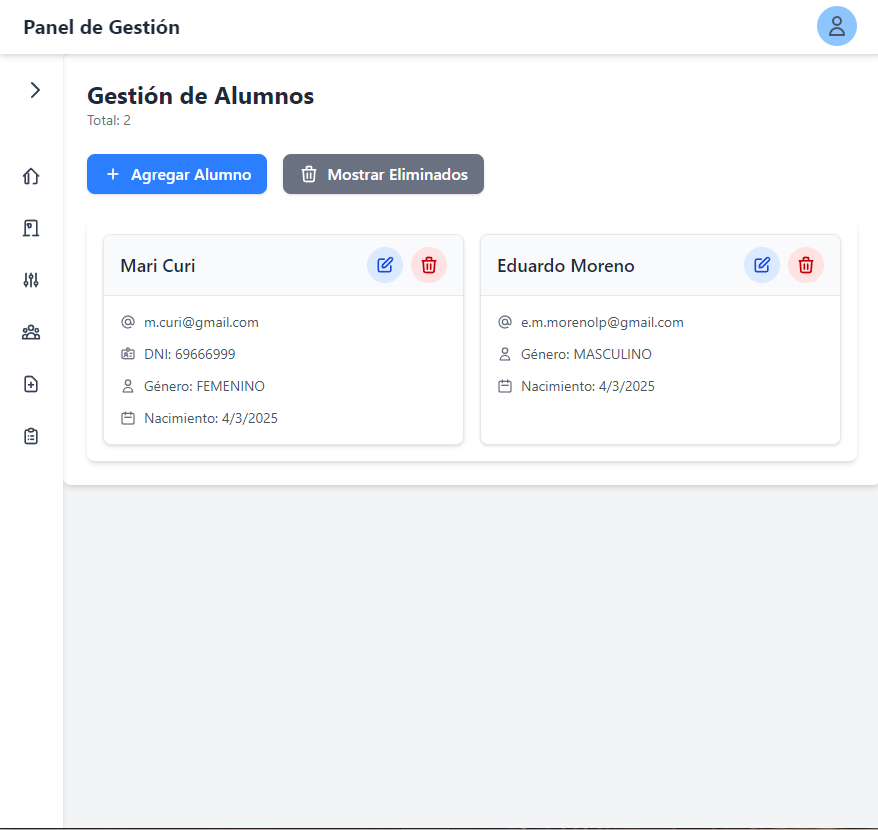 Panel de Gestión
Gestión de Alumnos
Total: 2
Agregar Alumno
Mostrar Eliminados
Mari Curi
m.curi@gmail.com
DNI: 69666999
Género: FEMENINO
Nacimiento: 4/3/2025
Eduardo Moreno
e.m.morenolp@gmail.com
Género: MASCULINO
Nacimiento: 4/3/2025